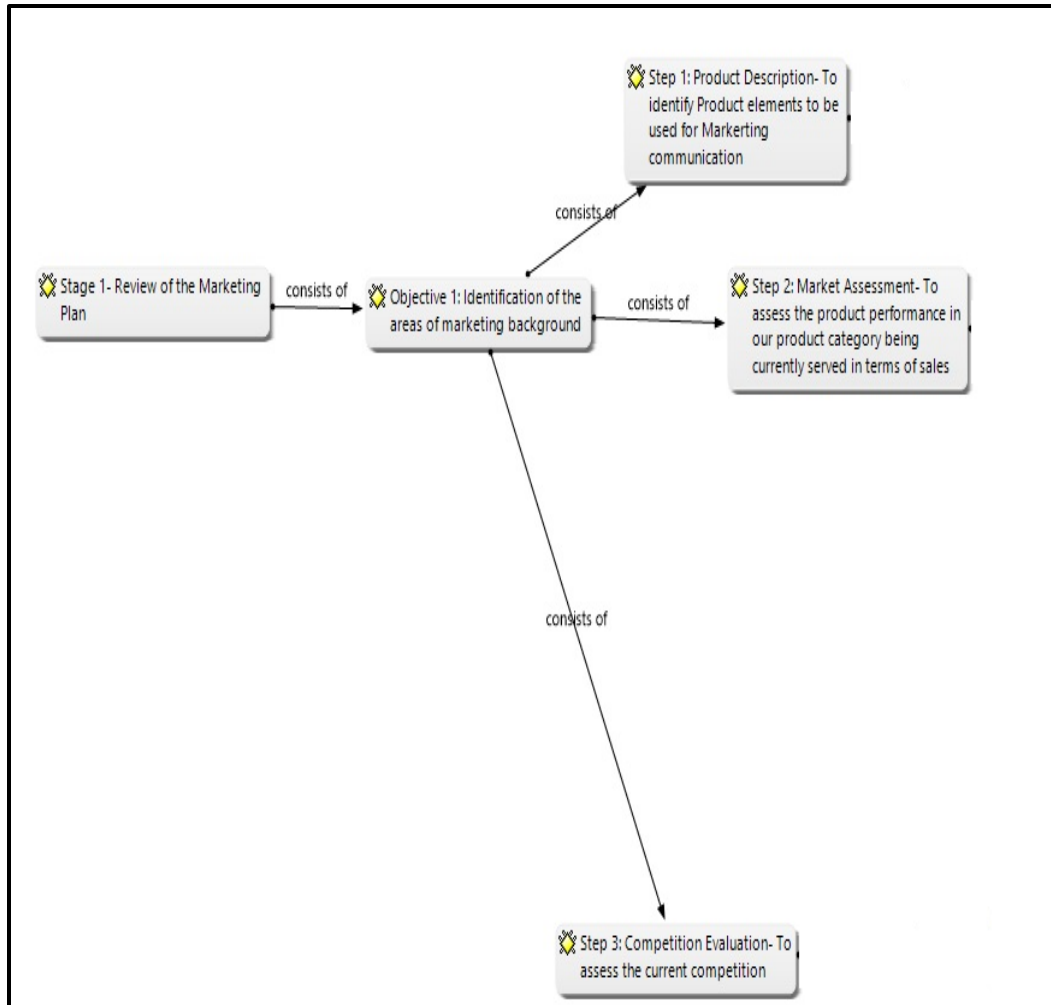 Step 1: Product Description- To
identify Product elements to be
used for Markerting
communication
consists of
Stage 1- Review of the Marketing
Plan
consists of
Objective 1: Identification of the
areas of marketing background
consists of
Step 2: Market Assessment- To
assess the product performance in
our product category being
currently served in terms of sales
consists of
Step 3: Competition Evaluation- To
assess the current competition